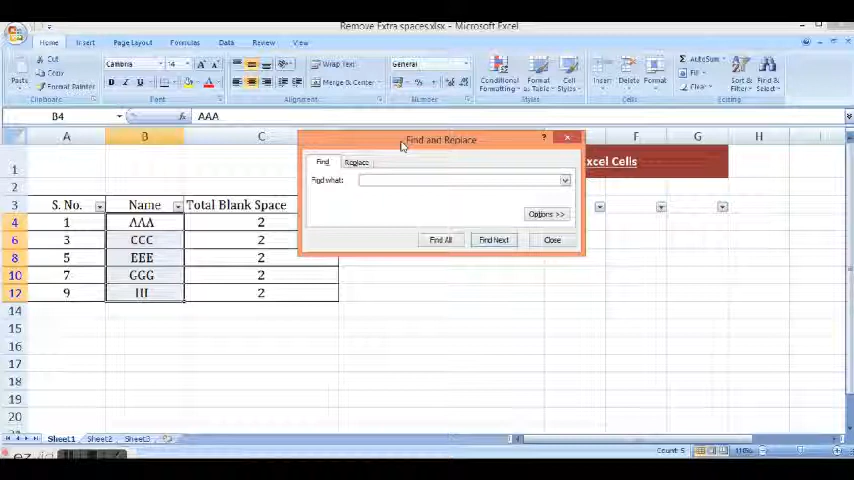 Remove Extra spaces.xlsx - Microsoft Excel
Home Insert Page Layout Formulas Data Review View
Paste Cut Copy Format Painter Clipboard
Cambria 14 A A B I U A Font
Wrap Text Merge & Center Alignment
General % , Number
Conditional Formatting Format as Table Cell Styles Styles
Insert Delete Format Cells
Σ AutoSum Fill Clear Sort & Filter Find & Select Editing
B4 fx AAA
A B C F G H I
Find and Replace ?
Find Replace
Find what:
Options >>
Find All Find Next Close
1 Excel Cells
2
3 S. No. Name Total Blank Space
4 1 AAA 2
6 3 CCC 2
8 5 EEE 2
10 7 GGG 2
12 9 III 2
14
15
16
17
18
19
20
Sheet1 Sheet2 Sheet3
Count: 5 110%